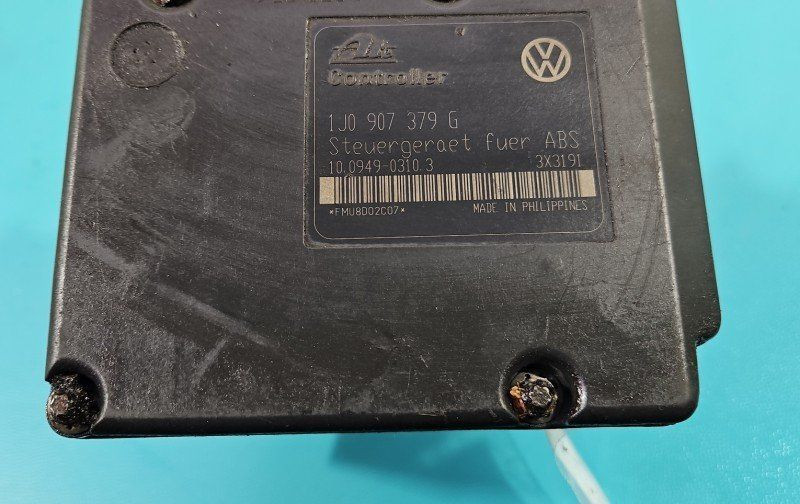 Ate
Controller
1J0 907 379 G
Steuergeraet fuer ABS
10.0949-0310.3 3X3191
*FMU8D02C07* MADE IN PHILIPPINES